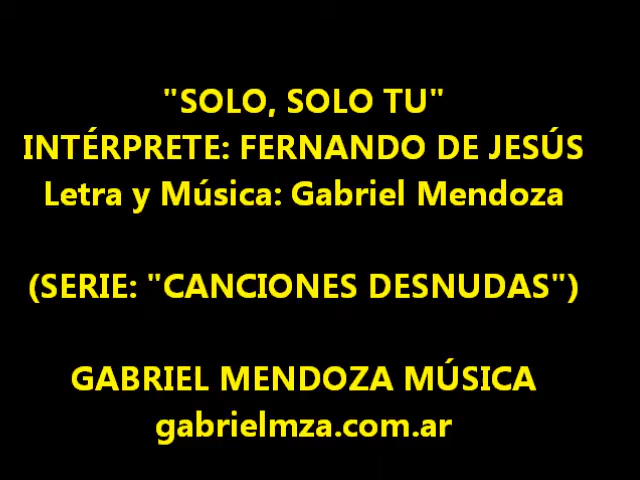 "SOLO, SOLO TU"
INTÉRPRETE: FERNANDO DE JESÚS
Letra y Música: Gabriel Mendoza
(SERIE: "CANCIONES DESNUDAS")
GABRIEL MENDOZA MÚSICA
gabrielmza.com.ar